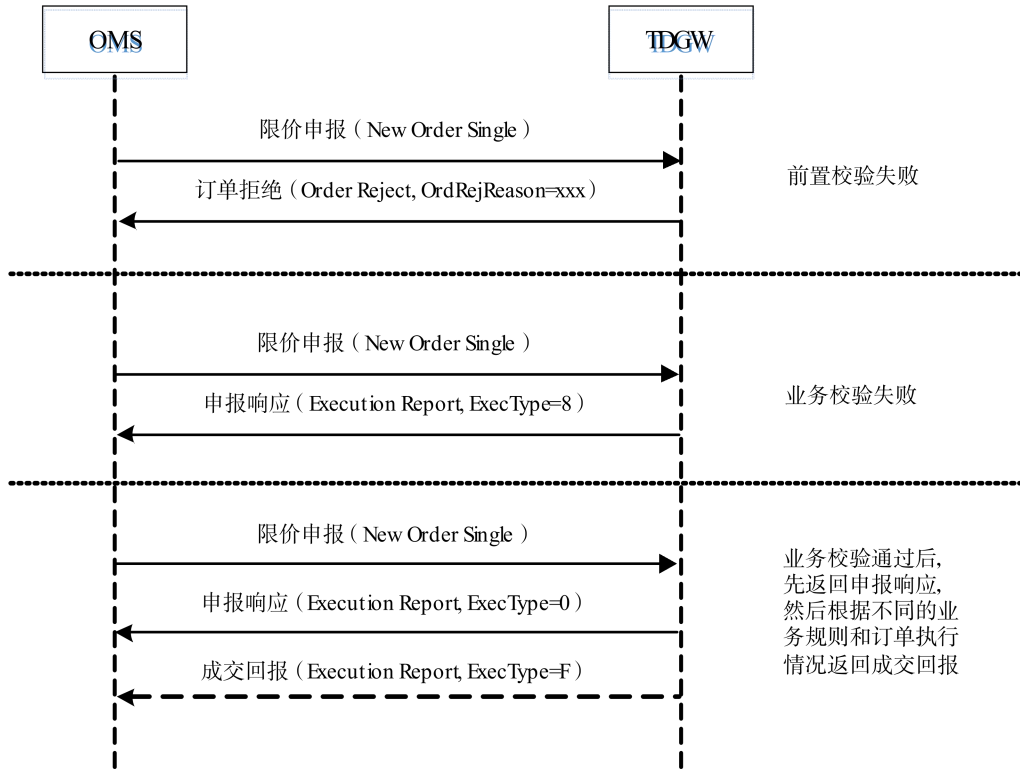 OMS
TDGW
限价申报（New Order Single）
订单拒绝（Order Reject, OrdRejReason=xxx）
前置校验失败
限价申报（New Order Single）
申报响应（Execution Report, ExecType=8）
业务校验失败
限价申报（New Order Single）
申报响应（Execution Report, ExecType=0）
成交回报（Execution Report, ExecType=F）
业务校验通过后,
先返回申报响应,
然后根据不同的业
务规则和订单执行
情况返回成交回报